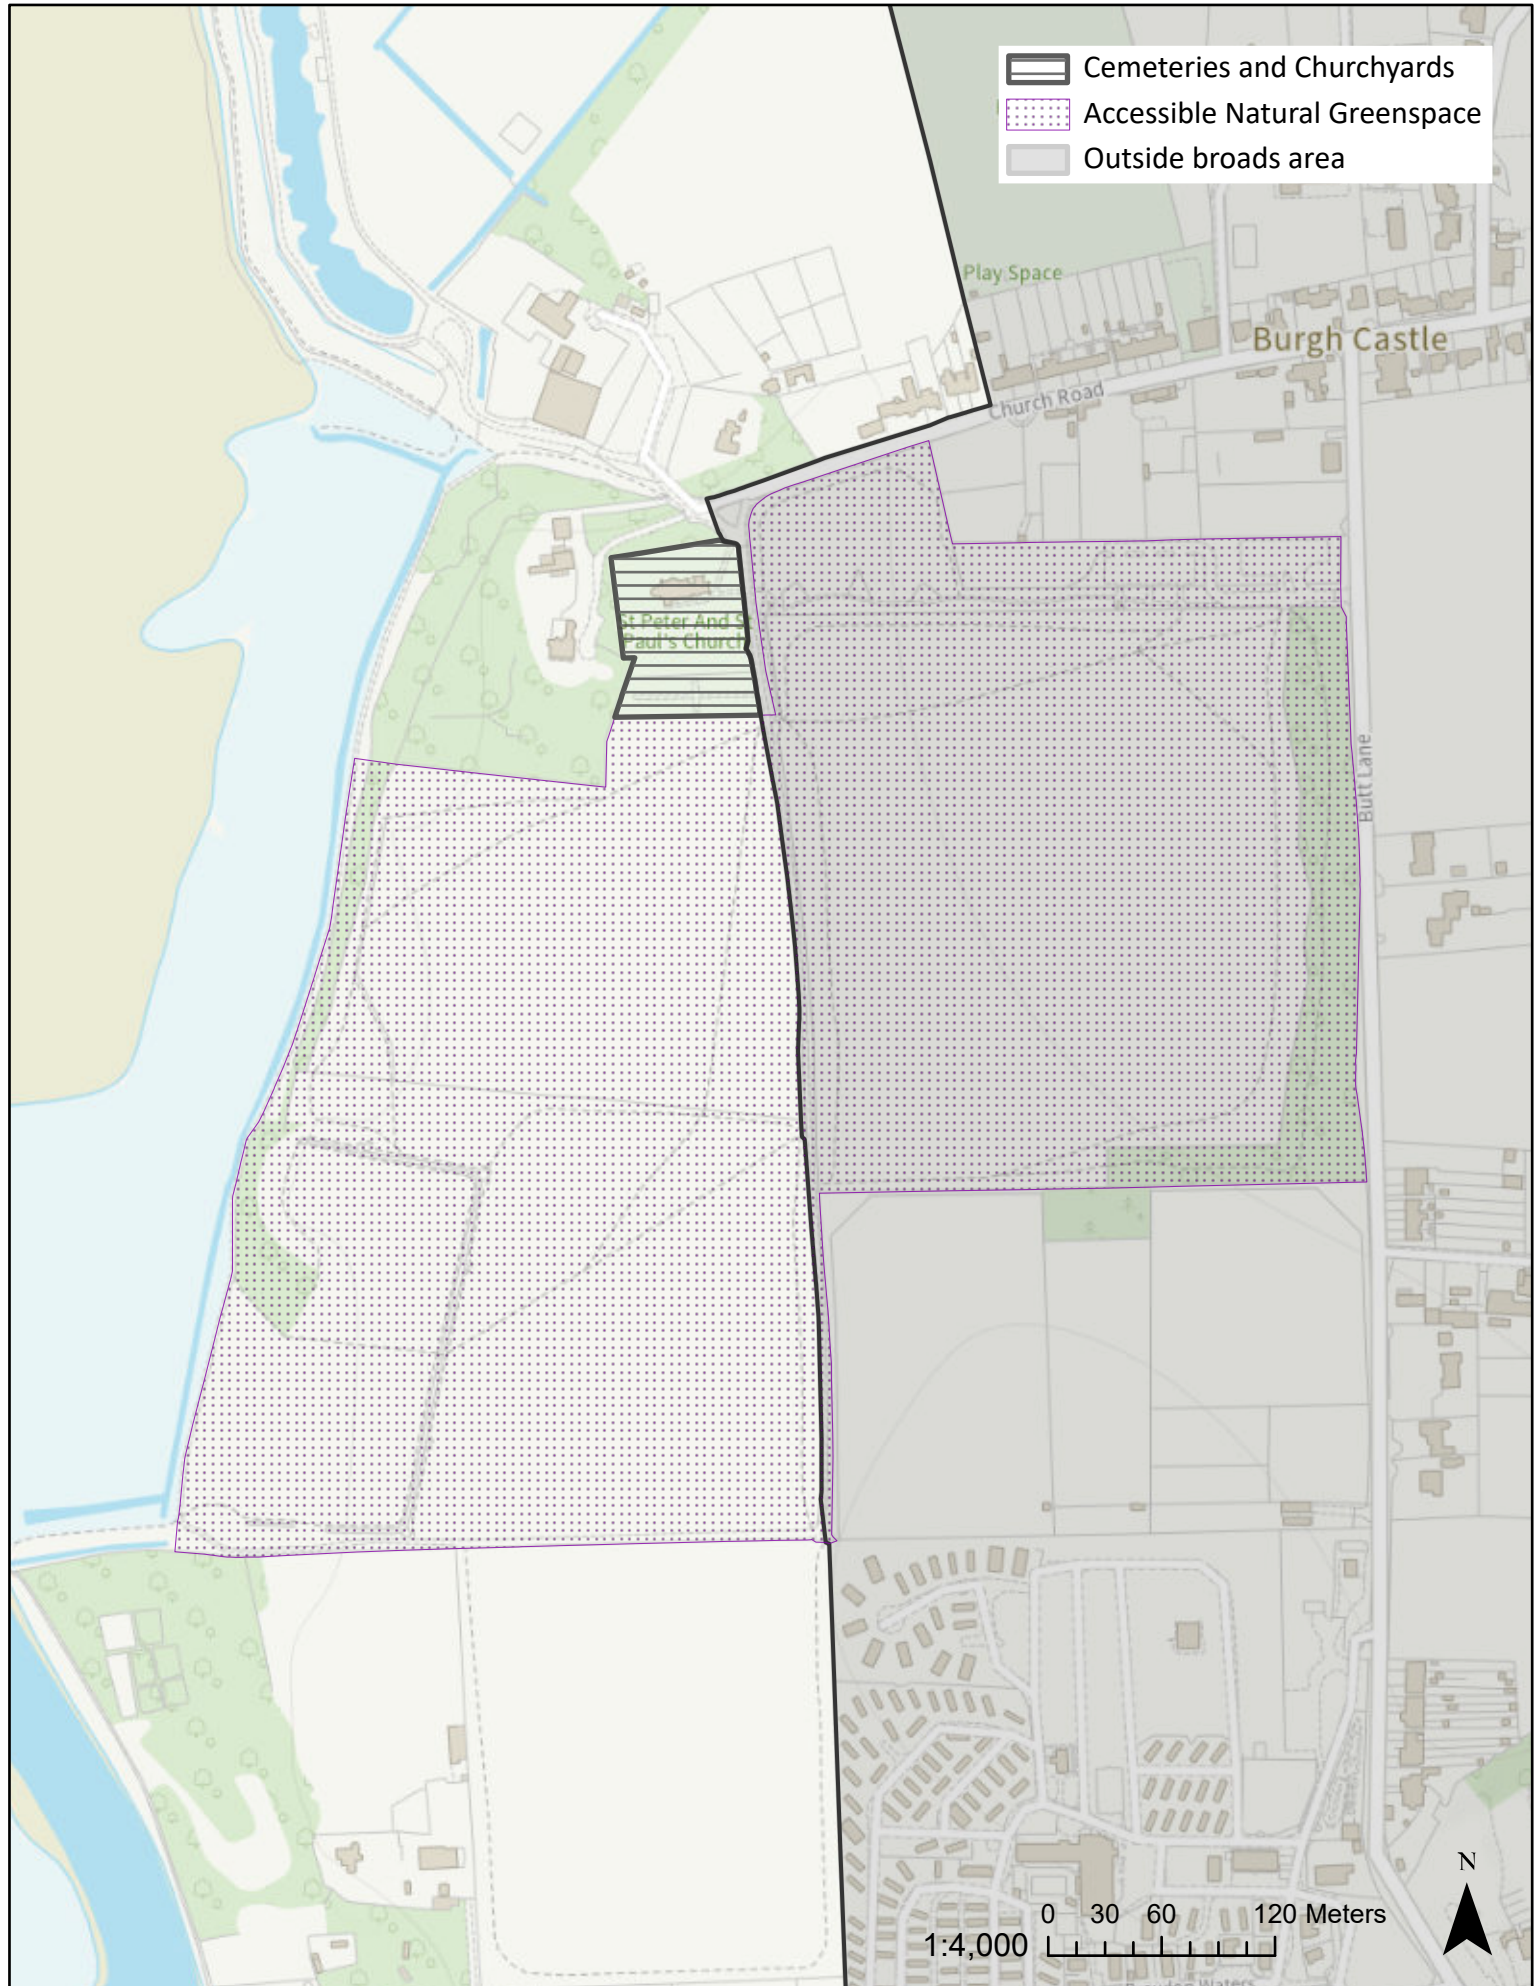 Cemeteries and Churchyards
Accessible Natural Greenspace
Outside broads area
Play Space
Burgh Castle
Church Road
St Peter And St
Paul's Church
Butt Lane
N
0 30 60 120 Meters
1:4,000